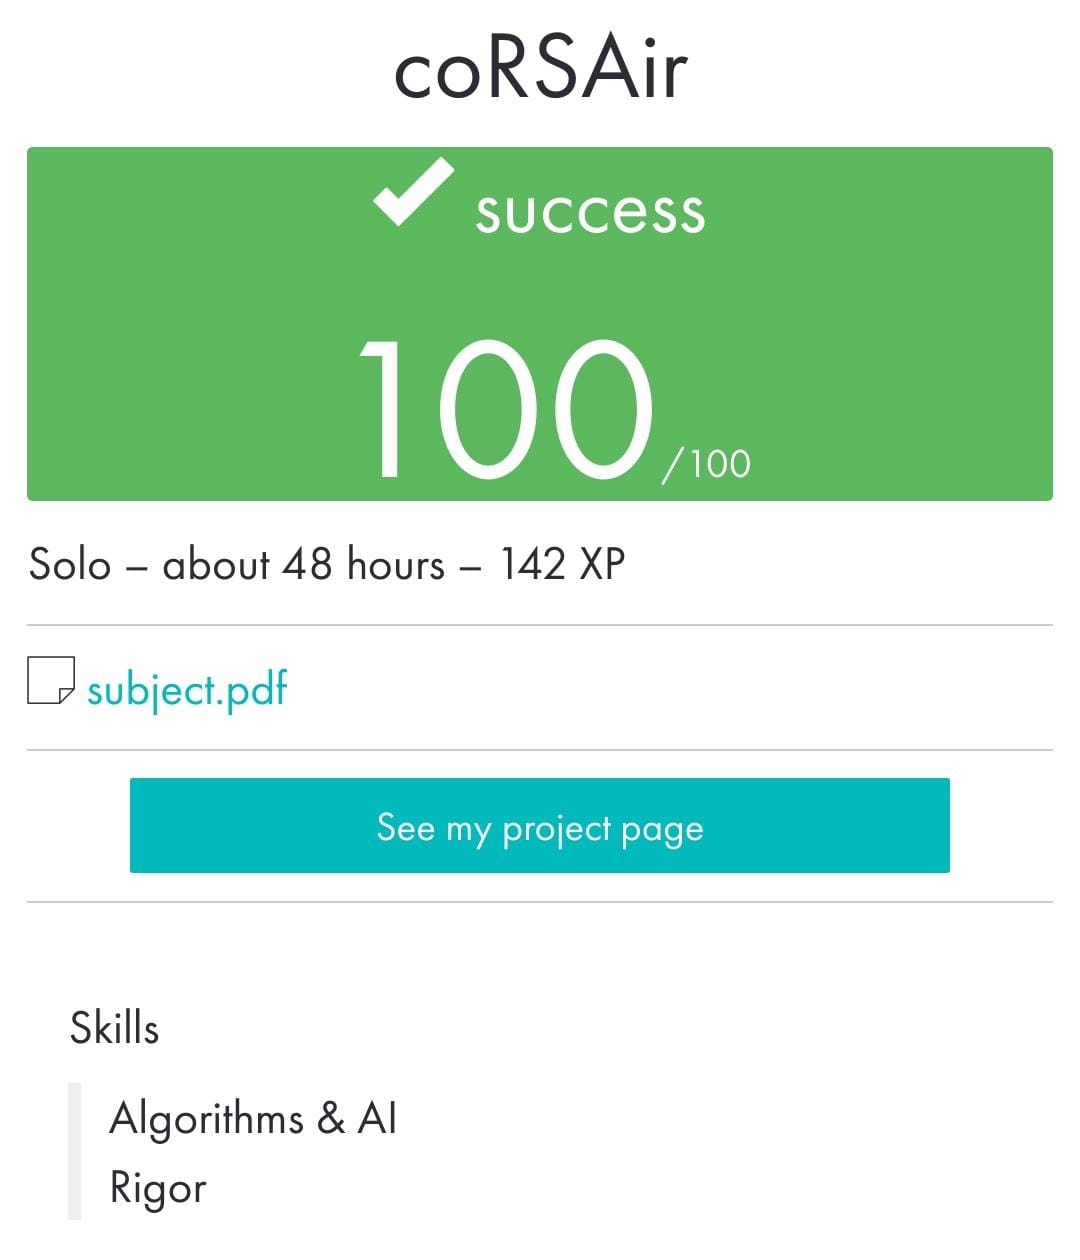 coRSAir
success
100/100
Solo – about 48 hours – 142 XP
subject.pdf
See my project page
Skills
Algorithms & AI
Rigor